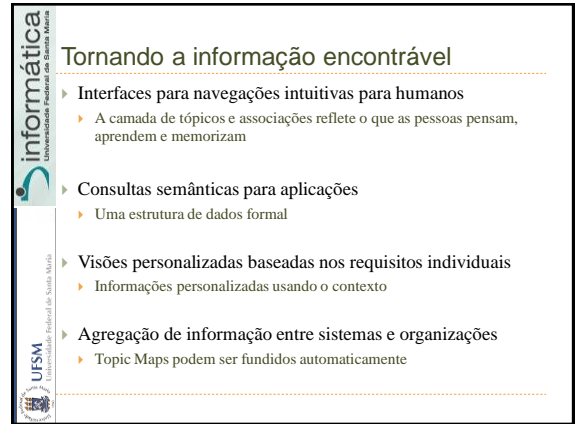 Tornando a informação encontrável
Interfaces para navegações intuitivas para humanos
A camada de tópicos e associações reflete o que as pessoas pensam,
aprendem e memorizam
Consultas semânticas para aplicações
Uma estrutura de dados formal
Visões personalizadas baseadas nos requisitos individuais
Informações personalizadas usando o contexto
Agregação de informação entre sistemas e organizações
Topic Maps podem ser fundidos automaticamente
informática
Universidade Federal de Santa Maria
UFSM
Universidade Federal de Santa Maria